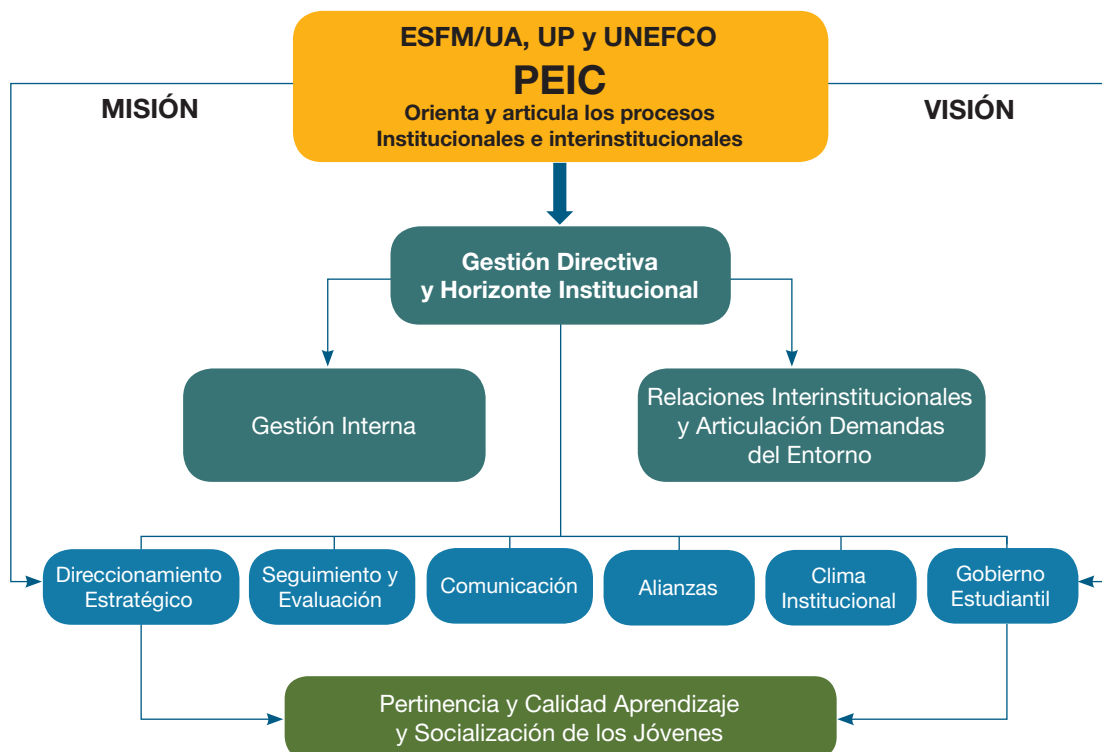 ESFM/UA, UP y UNEFCO
PEIC
Orienta y articula los procesos
Institucionales e interinstitucionales
MISIÓN
VISIÓN
Gestión Directiva
y Horizonte Institucional
Gestión Interna
Relaciones Interinstitucionales
y Articulación Demandas
del Entorno
Direccionamiento
Estratégico
Seguimiento y
Evaluación
Comunicación
Alianzas
Clima
Institucional
Gobierno
Estudiantil
Pertinencia y Calidad Aprendizaje
y Socialización de los Jóvenes